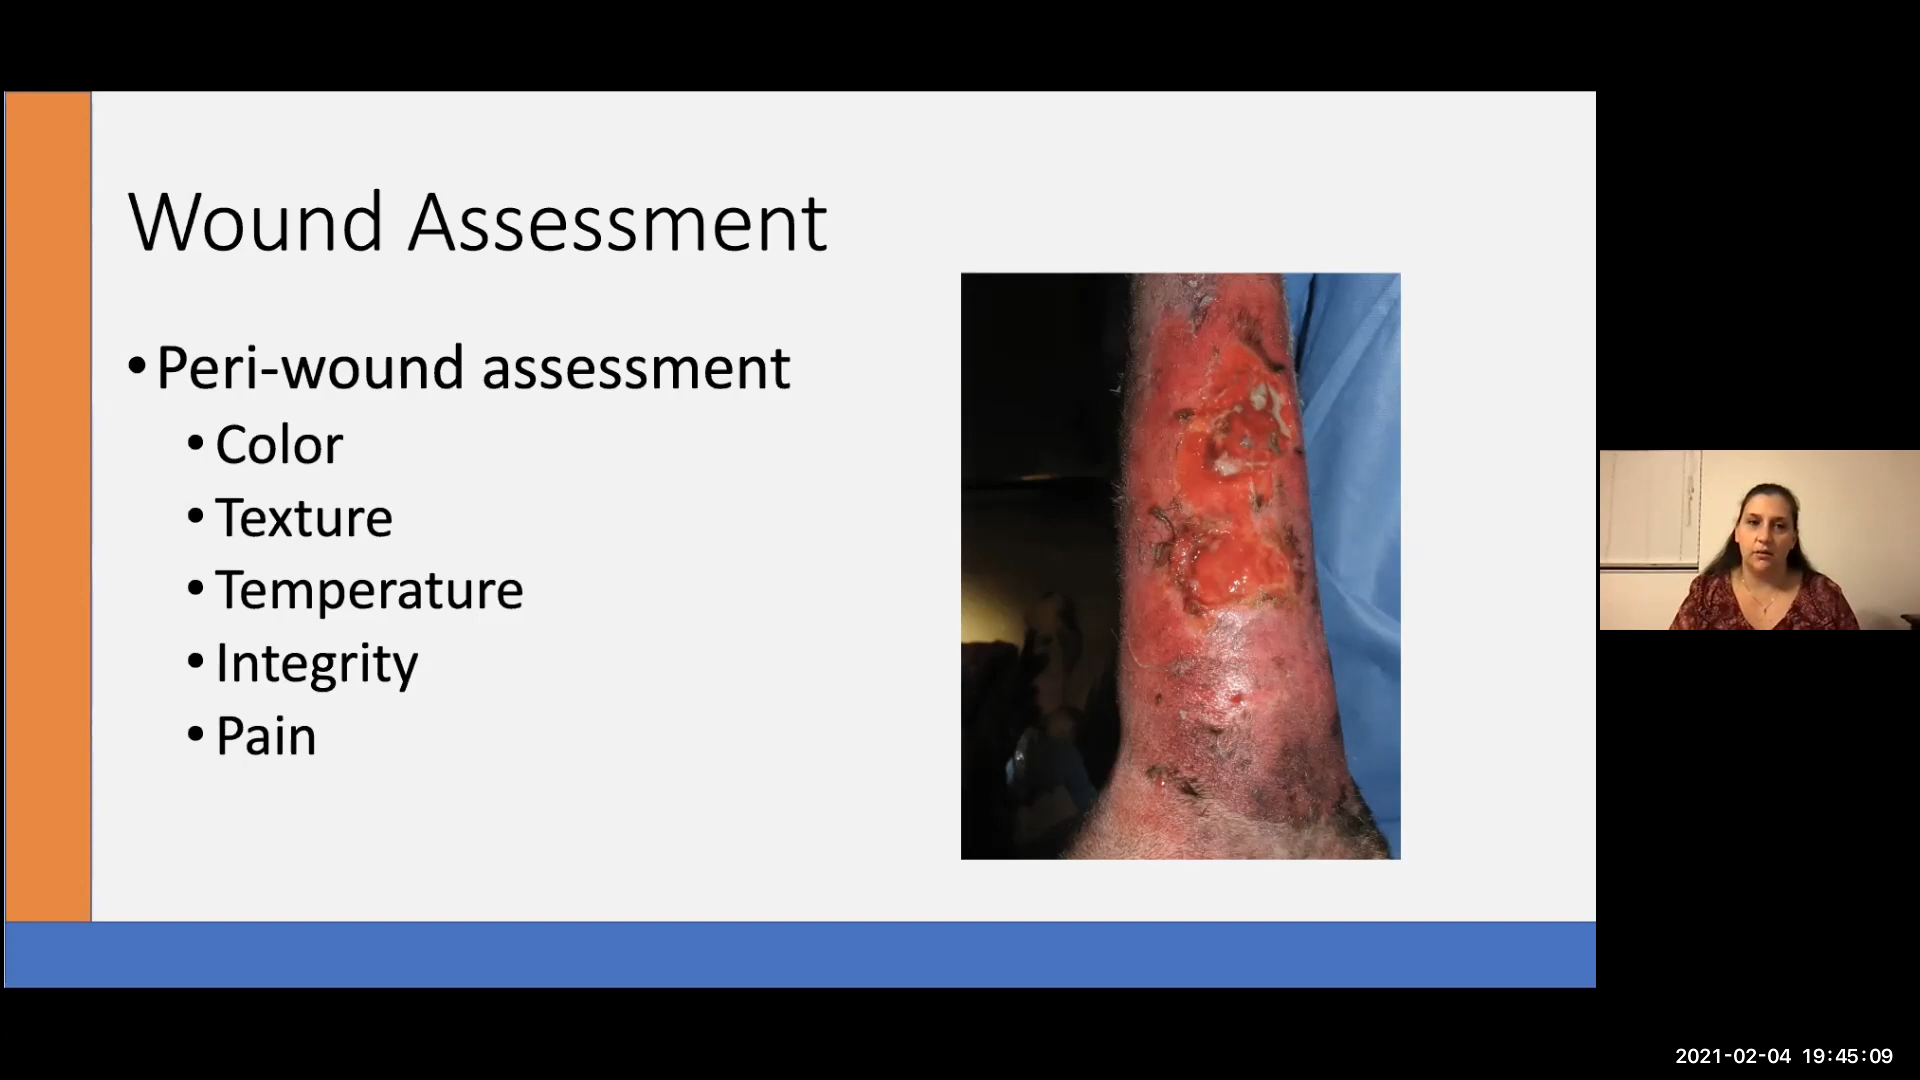 Wound Assessment
• Peri-wound assessment
• Color
• Texture
• Temperature
• Integrity
• Pain
2021-02-04 19:45:09